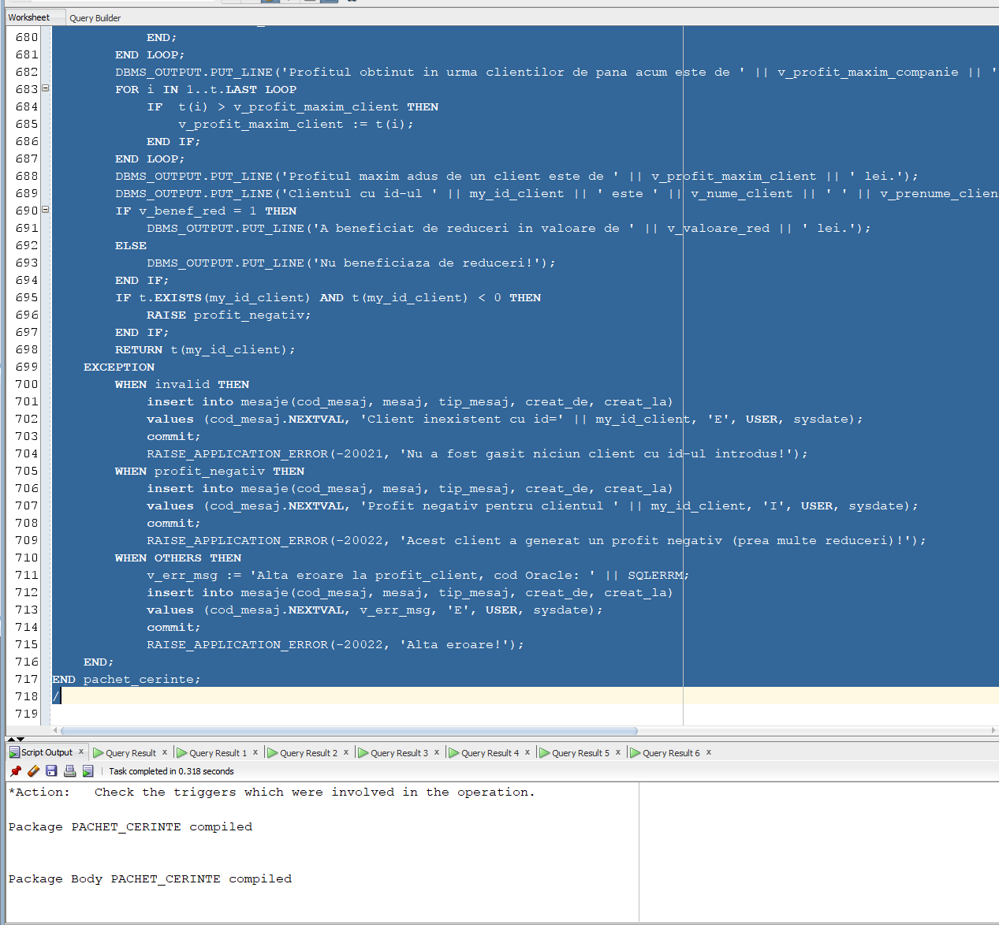 Worksheet Query Builder
680 END;
681 END LOOP;
682 DBMS_OUTPUT.PUT_LINE('Profitul obtinut in urma clientilor de pana acum este de ' || v_profit_maxim_companie || '
683 FOR i IN 1..t.LAST LOOP
684 IF t(i) > v_profit_maxim_client THEN
685 v_profit_maxim_client := t(i);
686 END IF;
687 END LOOP;
688 DBMS_OUTPUT.PUT_LINE('Profitul maxim adus de un client este de ' || v_profit_maxim_client || ' lei.');
689 DBMS_OUTPUT.PUT_LINE('Clientul cu id-ul ' || my_id_client || ' este ' || v_nume_client || ' ' || v_prenume_clien
690 IF v_benef_red = 1 THEN
691 DBMS_OUTPUT.PUT_LINE('A beneficiat de reduceri in valoare de ' || v_valoare_red || ' lei.');
692 ELSE
693 DBMS_OUTPUT.PUT_LINE('Nu beneficiaza de reduceri!');
694 END IF;
695 IF t.EXISTS(my_id_client) AND t(my_id_client) < 0 THEN
696 RAISE profit_negativ;
697 END IF;
698 RETURN t(my_id_client);
699 EXCEPTION
700 WHEN invalid THEN
701 insert into mesaje(cod_mesaj, mesaj, tip_mesaj, creat_de, creat_la)
702 values (cod_mesaj.NEXTVAL, 'Client inexistent cu id=' || my_id_client, 'E', USER, sysdate);
703 commit;
704 RAISE_APPLICATION_ERROR(-20021, 'Nu a fost gasit niciun client cu id-ul introdus!');
705 WHEN profit_negativ THEN
706 insert into mesaje(cod_mesaj, mesaj, tip_mesaj, creat_de, creat_la)
707 values (cod_mesaj.NEXTVAL, 'Profit negativ pentru clientul ' || my_id_client, 'I', USER, sysdate);
708 commit;
709 RAISE_APPLICATION_ERROR(-20022, 'Acest client a generat un profit negativ (prea multe reduceri)!');
710 WHEN OTHERS THEN
711 v_err_msg := 'Alta eroare la profit_client, cod Oracle: ' || SQLERRM;
712 insert into mesaje(cod_mesaj, mesaj, tip_mesaj, creat_de, creat_la)
713 values (cod_mesaj.NEXTVAL, v_err_msg, 'E', USER, sysdate);
714 commit;
715 RAISE_APPLICATION_ERROR(-20022, 'Alta eroare!');
716 END;
717 END pachet_cerinte;
718 /
719
Script Output x Query Result x Query Result 1 x Query Result 2 x Query Result 3 x Query Result 4 x Query Result 5 x Query Result 6 x
Task completed in 0.318 seconds
*Action: Check the triggers which were involved in the operation.
Package PACHET_CERINTE compiled
Package Body PACHET_CERINTE compiled